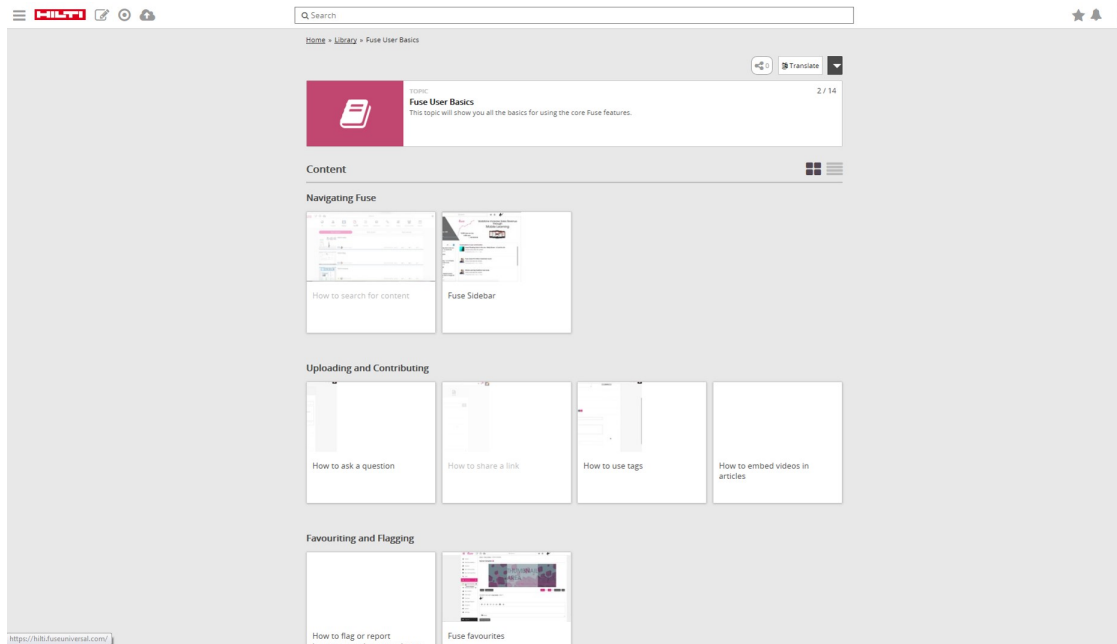 HILTI
Search
Home » Library » Fuse User Basics
0
Translate
TOPIC
2 / 14
Fuse User Basics
This topic will show you all the basics for using the core Fuse features.
Content
Navigating Fuse
How to search for content
Fuse Sidebar
Uploading and Contributing
How to ask a question
How to share a link
How to use tags
How to embed videos in
articles
Favouriting and Flagging
How to flag or report
Fuse favourites
https://hilti.fuseuniversal.com/